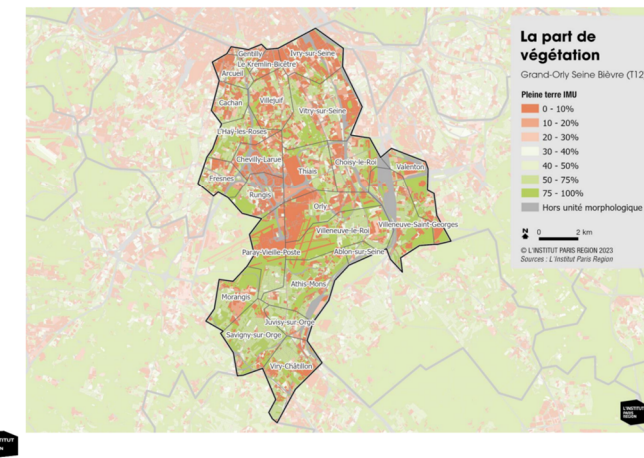 La part de
végétation
Grand-Orly Seine Bièvre (T12
Pleine terre IMU
0 - 10%
10 - 20%
20 - 30%
30 - 40%
40 - 50%
50 - 75%
75 - 100%
Hors unité morphologique
N
0 2 km
© L'INSTITUT PARIS REGION 2023
Sources : L'Institut Paris Region
Gentilly
Ivry-sur-Seine
Le Kremlin-Bicêtre
Arcueil
Cachan
Villejuif
Vitry-sur-Seine
L'Haÿ-les-Roses
Chevilly-Larue
Choisy-le-Roi
Valenton
Fresnes
Thiais
Rungis
Orly
Villeneuve-Saint-Georges
Villeneuve-le-Roi
Paray-Vieille-Poste
Ablon-sur-Seine
Athis-Mons
Morangis
Juvisy-sur-Orge
Savigny-sur-Orge
Viry-Châtillon
L'INSTITUT
PARIS
REGION
TITUT
N